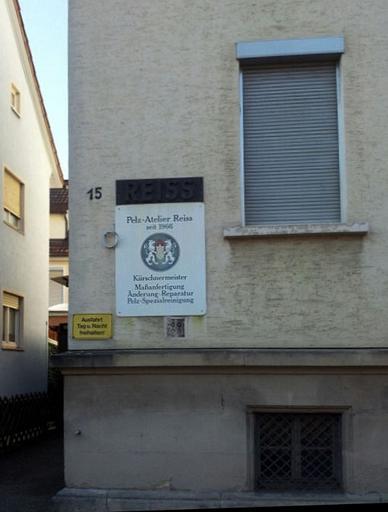 15
REISS
Pelz-Atelier Reiss
seit 1966
Kürschnermeister
Maßanfertigung
Änderung-Reparatur
Pelz-Spezialreinigung
Ausfahrt
Tag u. Nacht
freihalten!